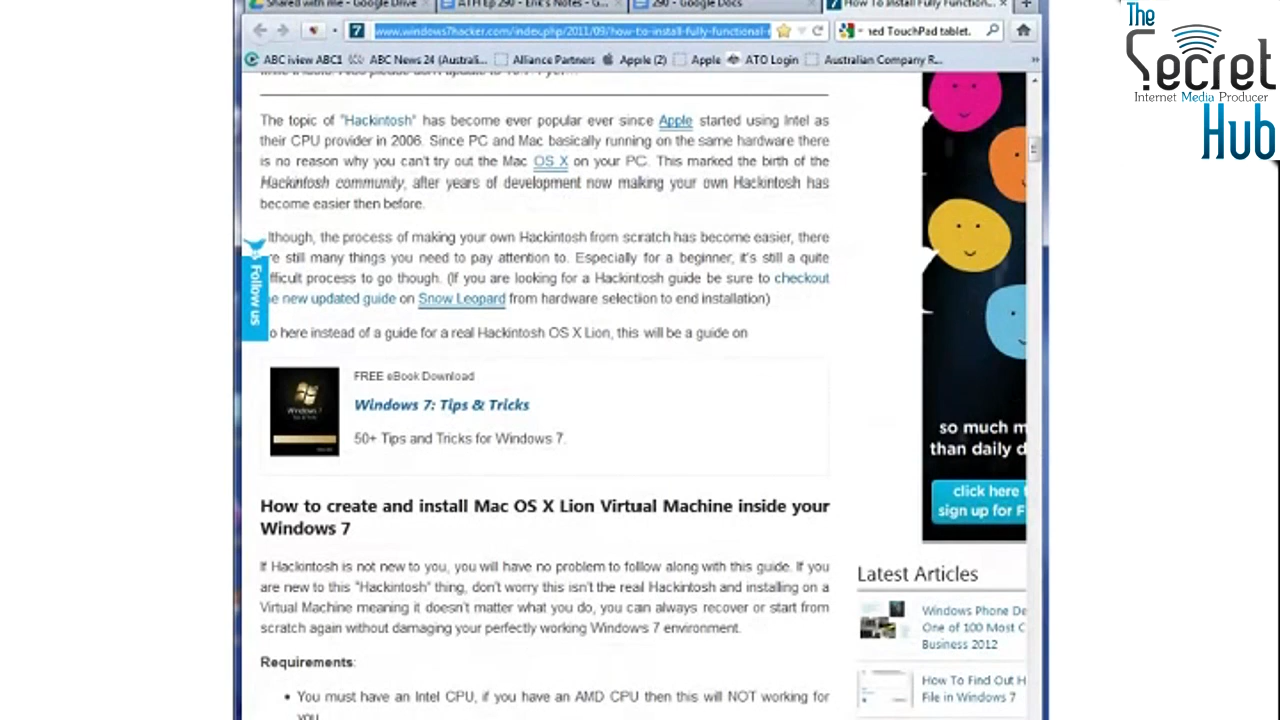 Shared with me - Google Drive
ATH Ep 290 - Erik's Notes - G...
290 - Google Docs
How To Install Fully Function...
www.windows7hacker.com/index.php/2011/09/how-to-install-fully-functional-
ned TouchPad tablet.
ABC iview ABC1
ABC News 24 (Australi...
Alliance Partners
Apple (2)
Apple
ATO Login
Australian Company R...
The
Secret
Internet Media Producer
Hub
The topic of "Hackintosh" has become ever popular ever since Apple started using Intel as
their CPU provider in 2006. Since PC and Mac basically running on the same hardware there
is no reason why you can't try out the Mac OS X on your PC. This marked the birth of the
Hackintosh community, after years of development now making your own Hackintosh has
become easier then before.
lthough, the process of making your own Hackintosh from scratch has become easier, there
re still many things you need to pay attention to. Especially for a beginner, it's still a quite
fficult process to go though. (If you are looking for a Hackintosh guide be sure to checkout
e new updated guide on Snow Leopard from hardware selection to end installation)
o here instead of a guide for a real Hackintosh OS X Lion, this will be a guide on
Follow us
FREE eBook Download
Windows 7: Tips & Tricks
50+ Tips and Tricks for Windows 7.
Windows 7
How to create and install Mac OS X Lion Virtual Machine inside your
Windows 7
If Hackintosh is not new to you, you will have no problem to follow along with this guide. If you
are new to this "Hackintosh" thing, don't worry this isn't the real Hackintosh and installing on a
Virtual Machine meaning it doesn't matter what you do, you can always recover or start from
scratch again without damaging your perfectly working Windows 7 environment.
Requirements:
• You must have an Intel CPU, if you have an AMD CPU then this will NOT working for
you
so much m
than daily d
click here
sign up for F
Latest Articles
Windows Phone De
One of 100 Most C
Business 2012
How To Find Out H
File in Windows 7